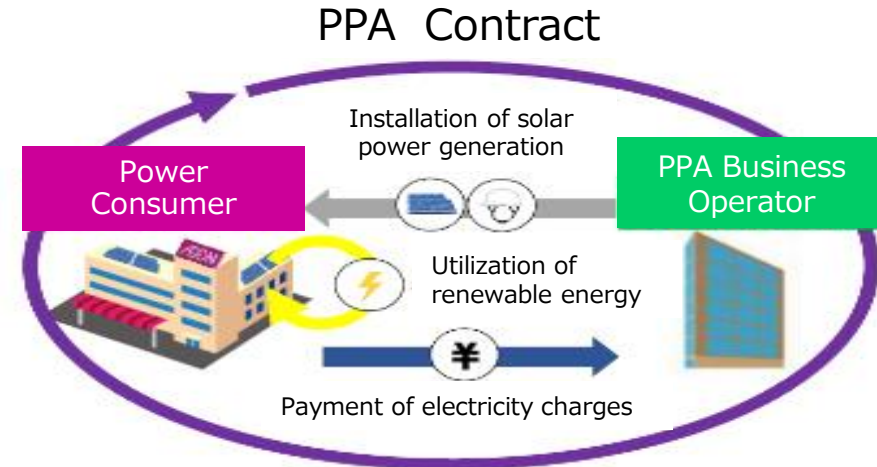 PPA Contract
Installation of solar
power generation
Power
Consumer
PPA Business
Operator
ÆON
Utilization of
renewable energy
¥
Payment of electricity charges